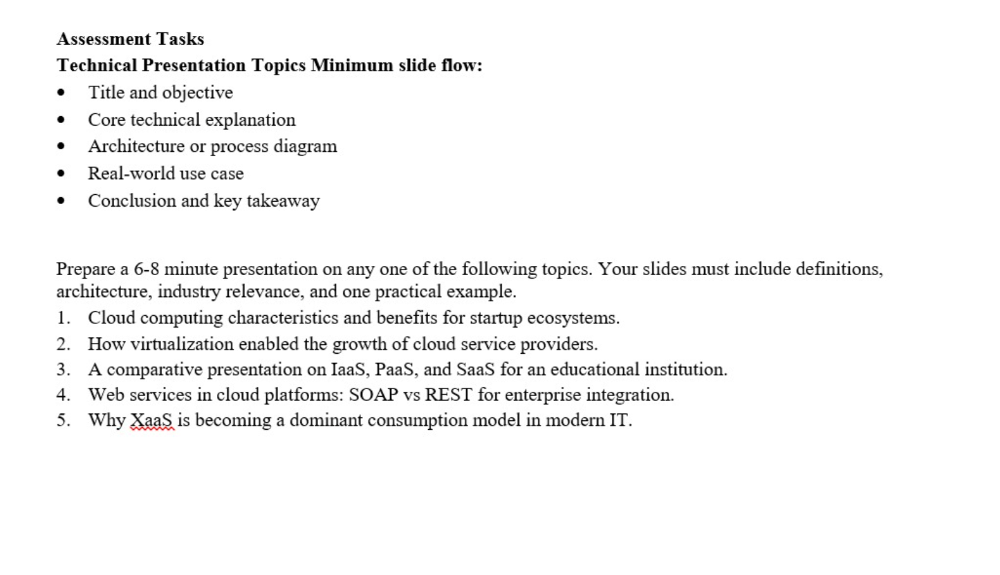 Assessment Tasks
Technical Presentation Topics Minimum slide flow:
• Title and objective
• Core technical explanation
• Architecture or process diagram
• Real-world use case
• Conclusion and key takeaway
Prepare a 6-8 minute presentation on any one of the following topics. Your slides must include definitions,
architecture, industry relevance, and one practical example.
1. Cloud computing characteristics and benefits for startup ecosystems.
2. How virtualization enabled the growth of cloud service providers.
3. A comparative presentation on IaaS, PaaS, and SaaS for an educational institution.
4. Web services in cloud platforms: SOAP vs REST for enterprise integration.
5. Why XaaS is becoming a dominant consumption model in modern IT.